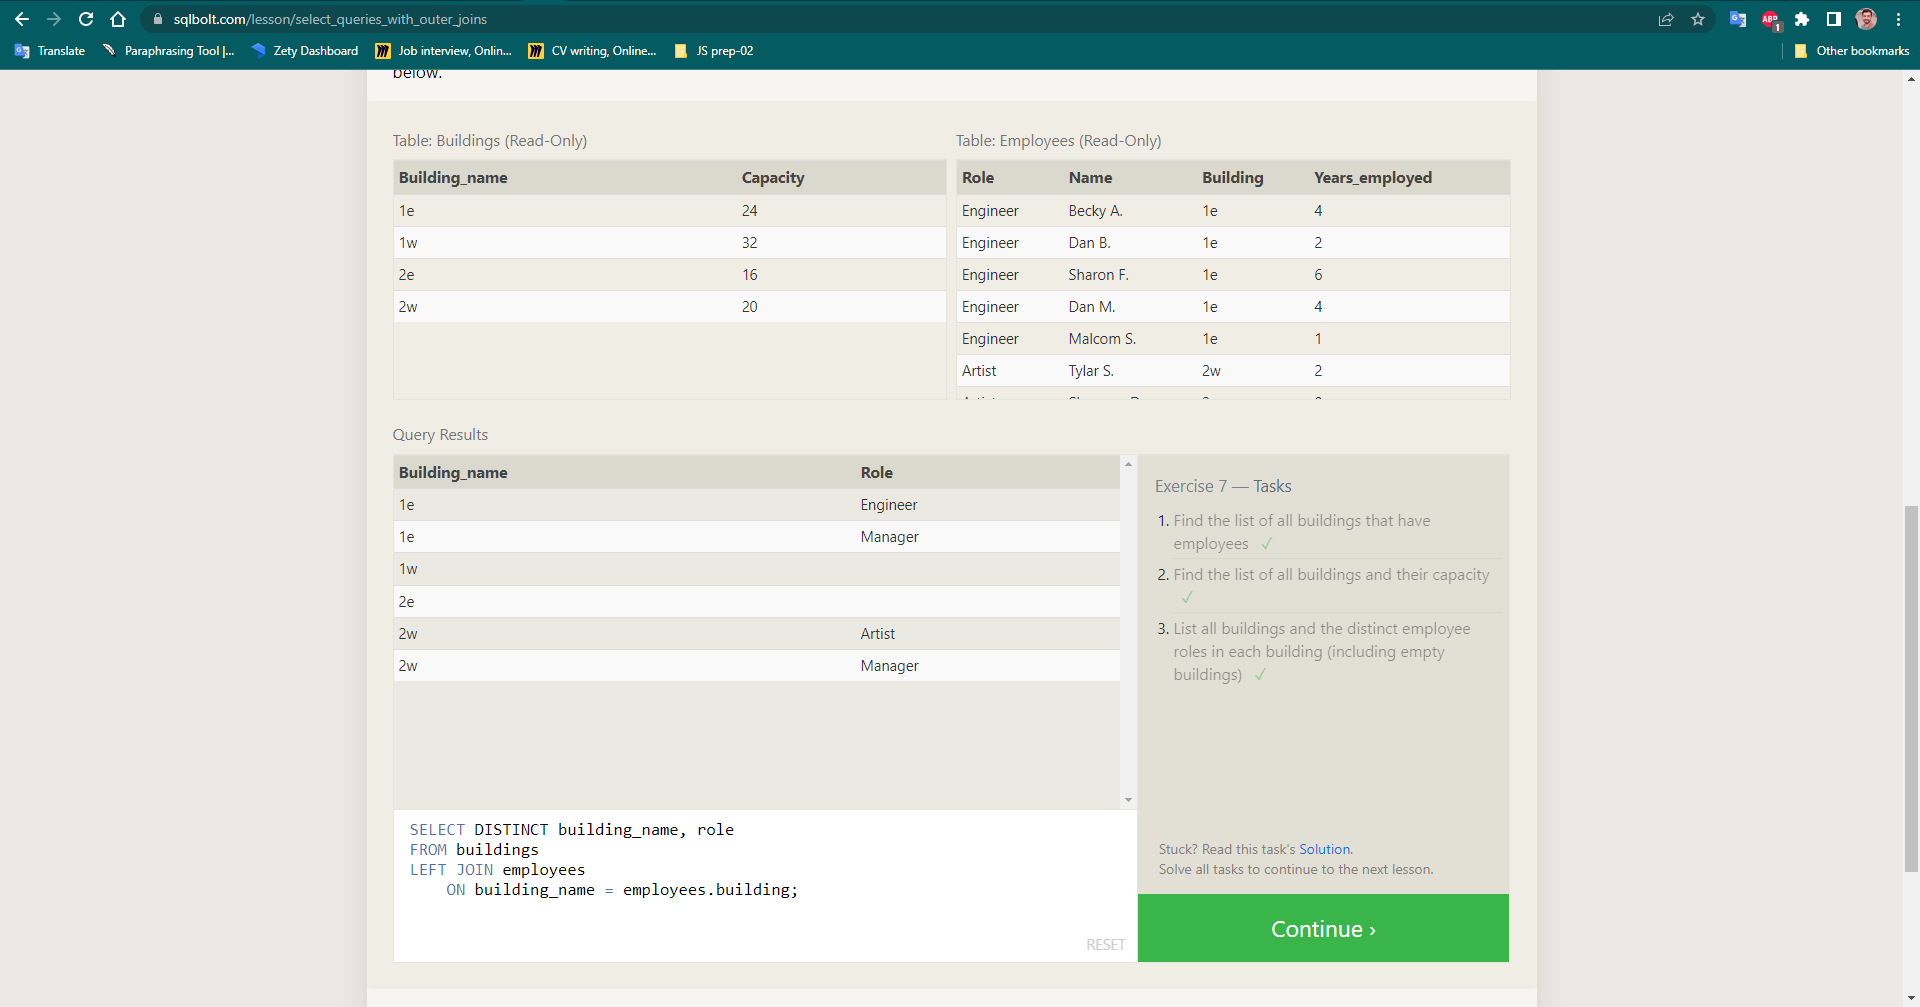 sqlbolt.com/lesson/select_queries_with_outer_joins
ABP
1
Translate
Paraphrasing Tool |...
Zety Dashboard
Job interview, Onlin...
CV writing, Online...
JS prep-02
Other bookmarks
below.
Table: Buildings (Read-Only)
Building_name Capacity
1e 24
1w 32
2e 16
2w 20
Table: Employees (Read-Only)
Role Name Building Years_employed
Engineer Becky A. 1e 4
Engineer Dan B. 1e 2
Engineer Sharon F. 1e 6
Engineer Dan M. 1e 4
Engineer Malcom S. 1e 1
Artist Tylar S. 2w 2
Query Results
Building_name Role
1e Engineer
1e Manager
1w
2e
2w Artist
2w Manager
Exercise 7 — Tasks
1. Find the list of all buildings that have
employees ✓
2. Find the list of all buildings and their capacity
✓
3. List all buildings and the distinct employee
roles in each building (including empty
buildings) ✓
SELECT DISTINCT building_name, role
FROM buildings
LEFT JOIN employees
ON building_name = employees.building;
RESET
Stuck? Read this task's Solution.
Solve all tasks to continue to the next lesson.
Continue ›